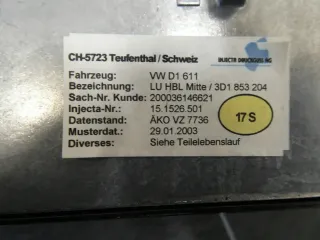 CH-5723 Teufenthal / Schweiz INJECTA DRUCKGUSS AG
Fahrzeug: VW D1 611
Bezeichnung: LU HBL Mitte / 3D1.853 204
Sach-Nr. Kunde: 200036146621
Injecta-Nr.: 15.1526.501
Datenstand: ÄKO VZ 7736
Musterdat.: 29.01.2003
Diverses: Siehe Teilelebenslauf
17 S